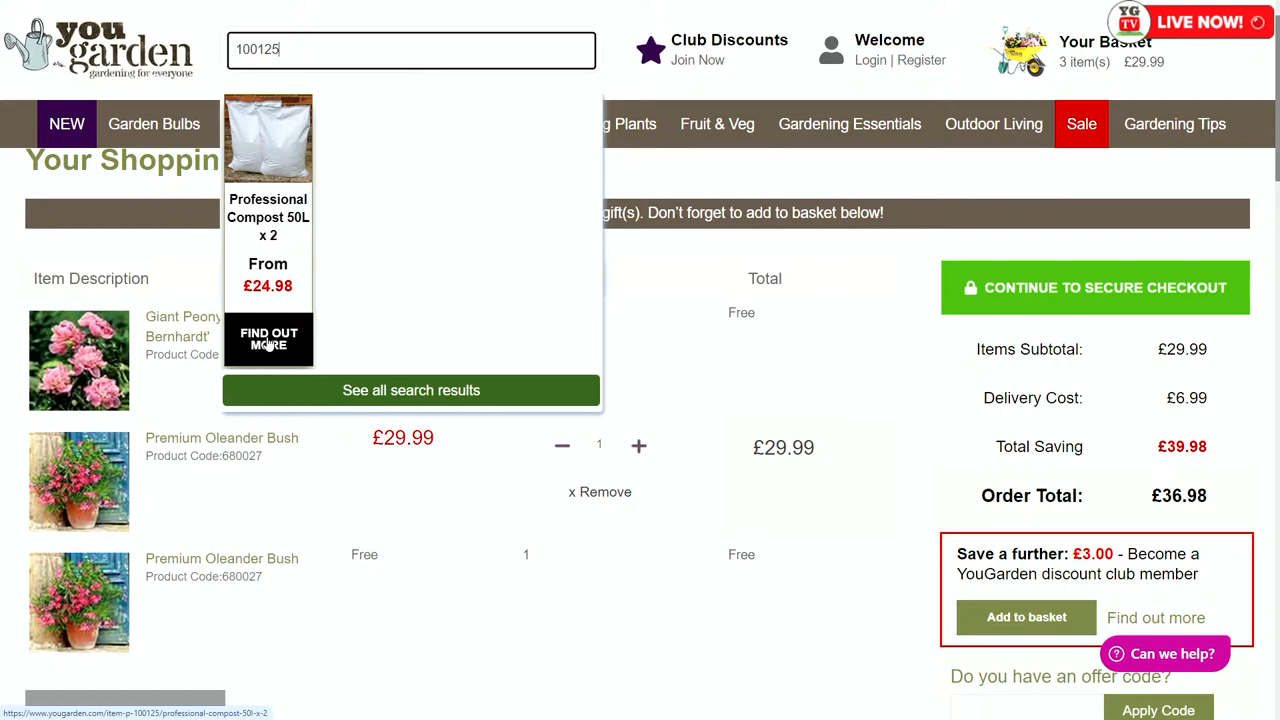 you
garden
gardening for everyone
100125
Club Discounts
Join Now
Welcome
Login | Register
Your Basket
3 item(s) £29.99
YG
TV
LIVE NOW!
NEW
Garden Bulbs
g Plants
Fruit & Veg
Gardening Essentials
Outdoor Living
Sale
Gardening Tips
Professional
Compost 50L
x 2
From
£24.98
FIND OUT
MORE
See all search results
Your Shoppin
gift(s). Don't forget to add to basket below!
Item Description
Total
Giant Peony
Bernhardt'
Product Code
Free
Premium Oleander Bush
Product Code:680027
£29.99
1
£29.99
x Remove
Premium Oleander Bush
Product Code:680027
Free
1
Free
CONTINUE TO SECURE CHECKOUT
Items Subtotal: £29.99
Delivery Cost: £6.99
Total Saving £39.98
Order Total: £36.98
Save a further: £3.00 - Become a
YouGarden discount club member
Add to basket
Find out more
Can we help?
Do you have an offer code?
Apply Code
https://www.yougarden.com/item-p-100125/professional-compost-50l-x-2